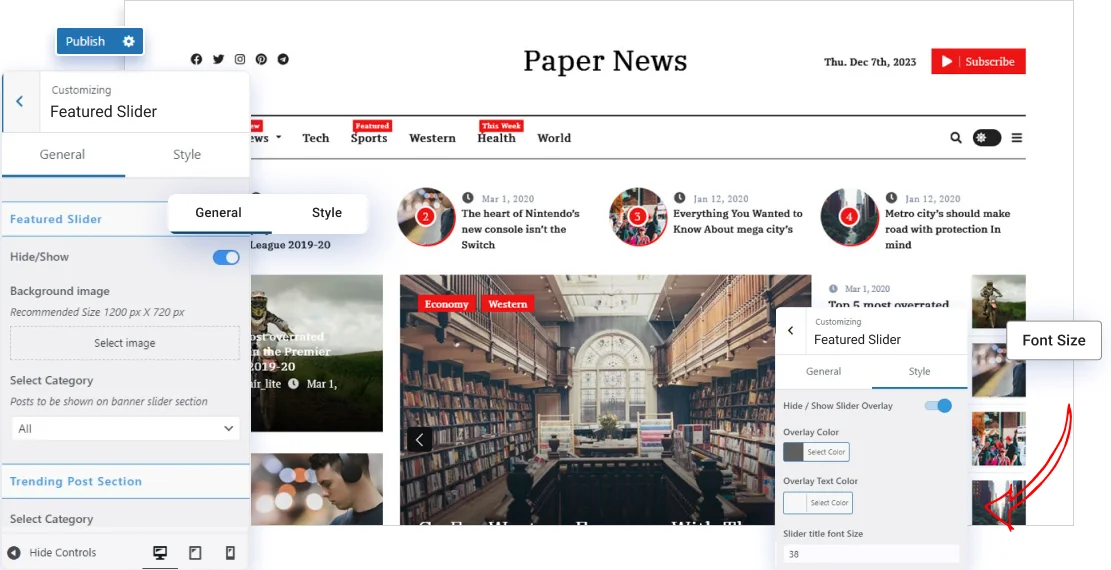 Publish
Customizing
Featured Slider
General
Style
Featured Slider
General
Style
Hide/Show
Background image
Recommended Size 1200 px X 720 px
Select image
Select Category
Posts to be shown on banner slider section
All
Trending Post Section
Select Category
Hide Controls
Paper News
Thu. Dec 7th, 2023
Subscribe
ew
ews
Tech
Featured
Sports
Western
This Week
Health
World
League 2019-20
2
Mar 1, 2020
The heart of Nintendo's
new console isn't the
Switch
3
Jan 12, 2020
Everything You Wanted to
Know About mega city's
4
Jan 12, 2020
Metro city's should make
road with protection In
mind
ost overrated
n the Premier
2019-20
air_lite
Mar 1,
Economy
Western
Mar 1, 2020
Top 5 most overrated
Customizing
Featured Slider
General
Style
Hide / Show Slider Overlay
Overlay Color
Select Color
Overlay Text Color
Select Color
Slider title font Size
38
Font Size